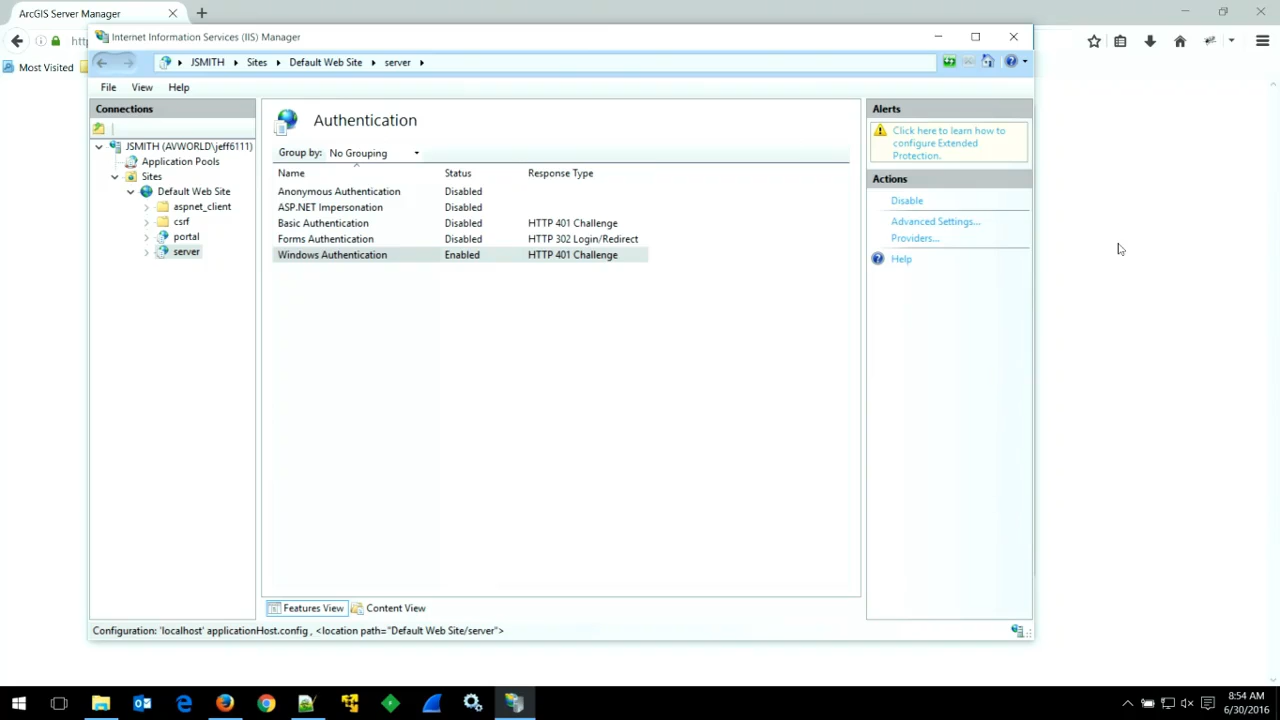 ArcGIS Server Manager
Internet Information Services (IIS) Manager
JSMITH
Sites
Default Web Site
server
Most Visited
File
View
Help
Connections
JSMITH (AVWORLD\jeff6111)
Application Pools
Sites
Default Web Site
aspnet_client
csrf
portal
server
Authentication
Group by:
No Grouping
Name
Status
Response Type
Anonymous Authentication
Disabled
ASP.NET Impersonation
Disabled
Basic Authentication
Disabled
HTTP 401 Challenge
Forms Authentication
Disabled
HTTP 302 Login/Redirect
Windows Authentication
Enabled
HTTP 401 Challenge
Alerts
Click here to learn how to
configure Extended
Protection.
Actions
Disable
Advanced Settings...
Providers...
Help
Features View
Content View
Configuration: 'localhost' applicationHost.config , <location path="Default Web Site/server">
8:54 AM
6/30/2016